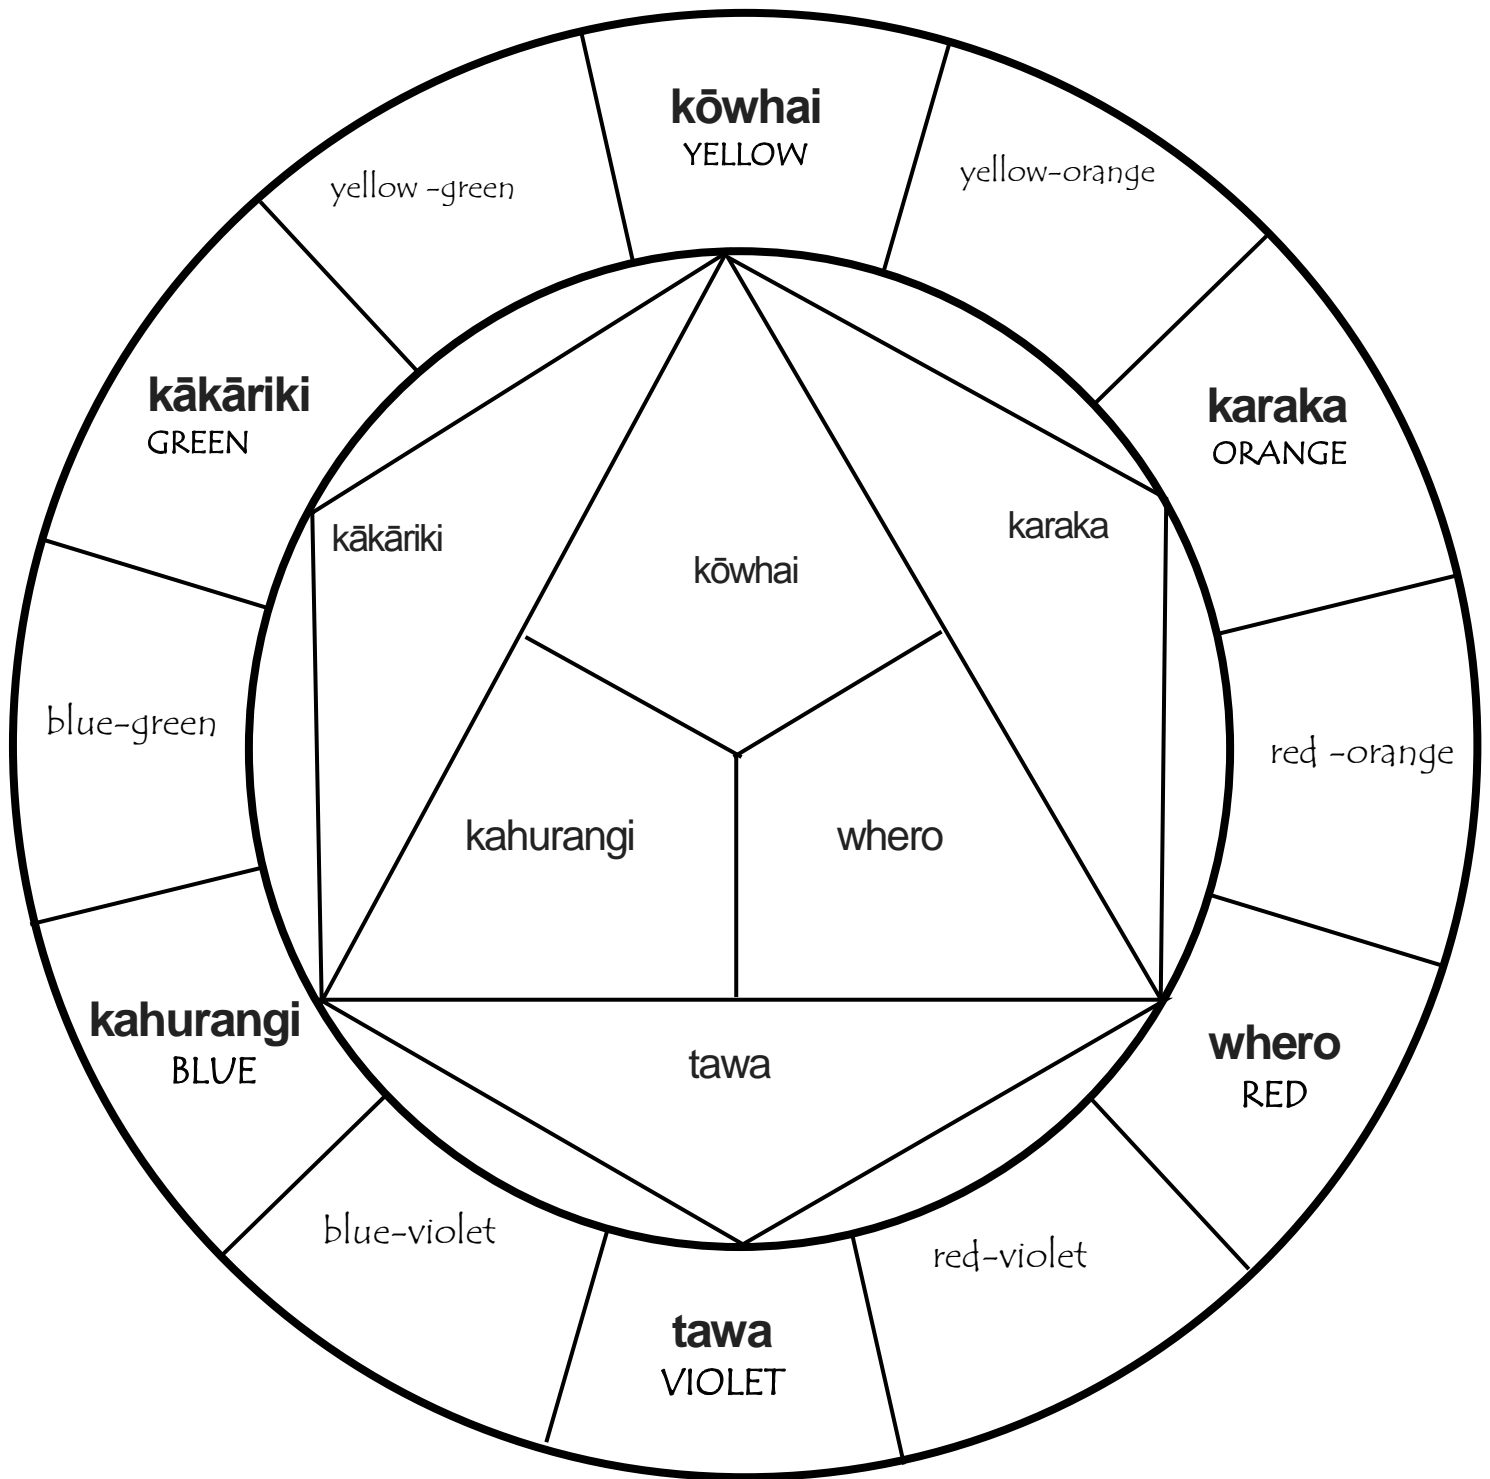 kōwhai
YELLOW
yellow-orange
yellow -green
karaka
ORANGE
kākāriki
GREEN
red -orange
blue-green
whero
RED
kahurangi
BLUE
red-violet
blue-violet
tawa
VIOLET
kākāriki
karaka
kōwhai
kahurangi
whero
tawa